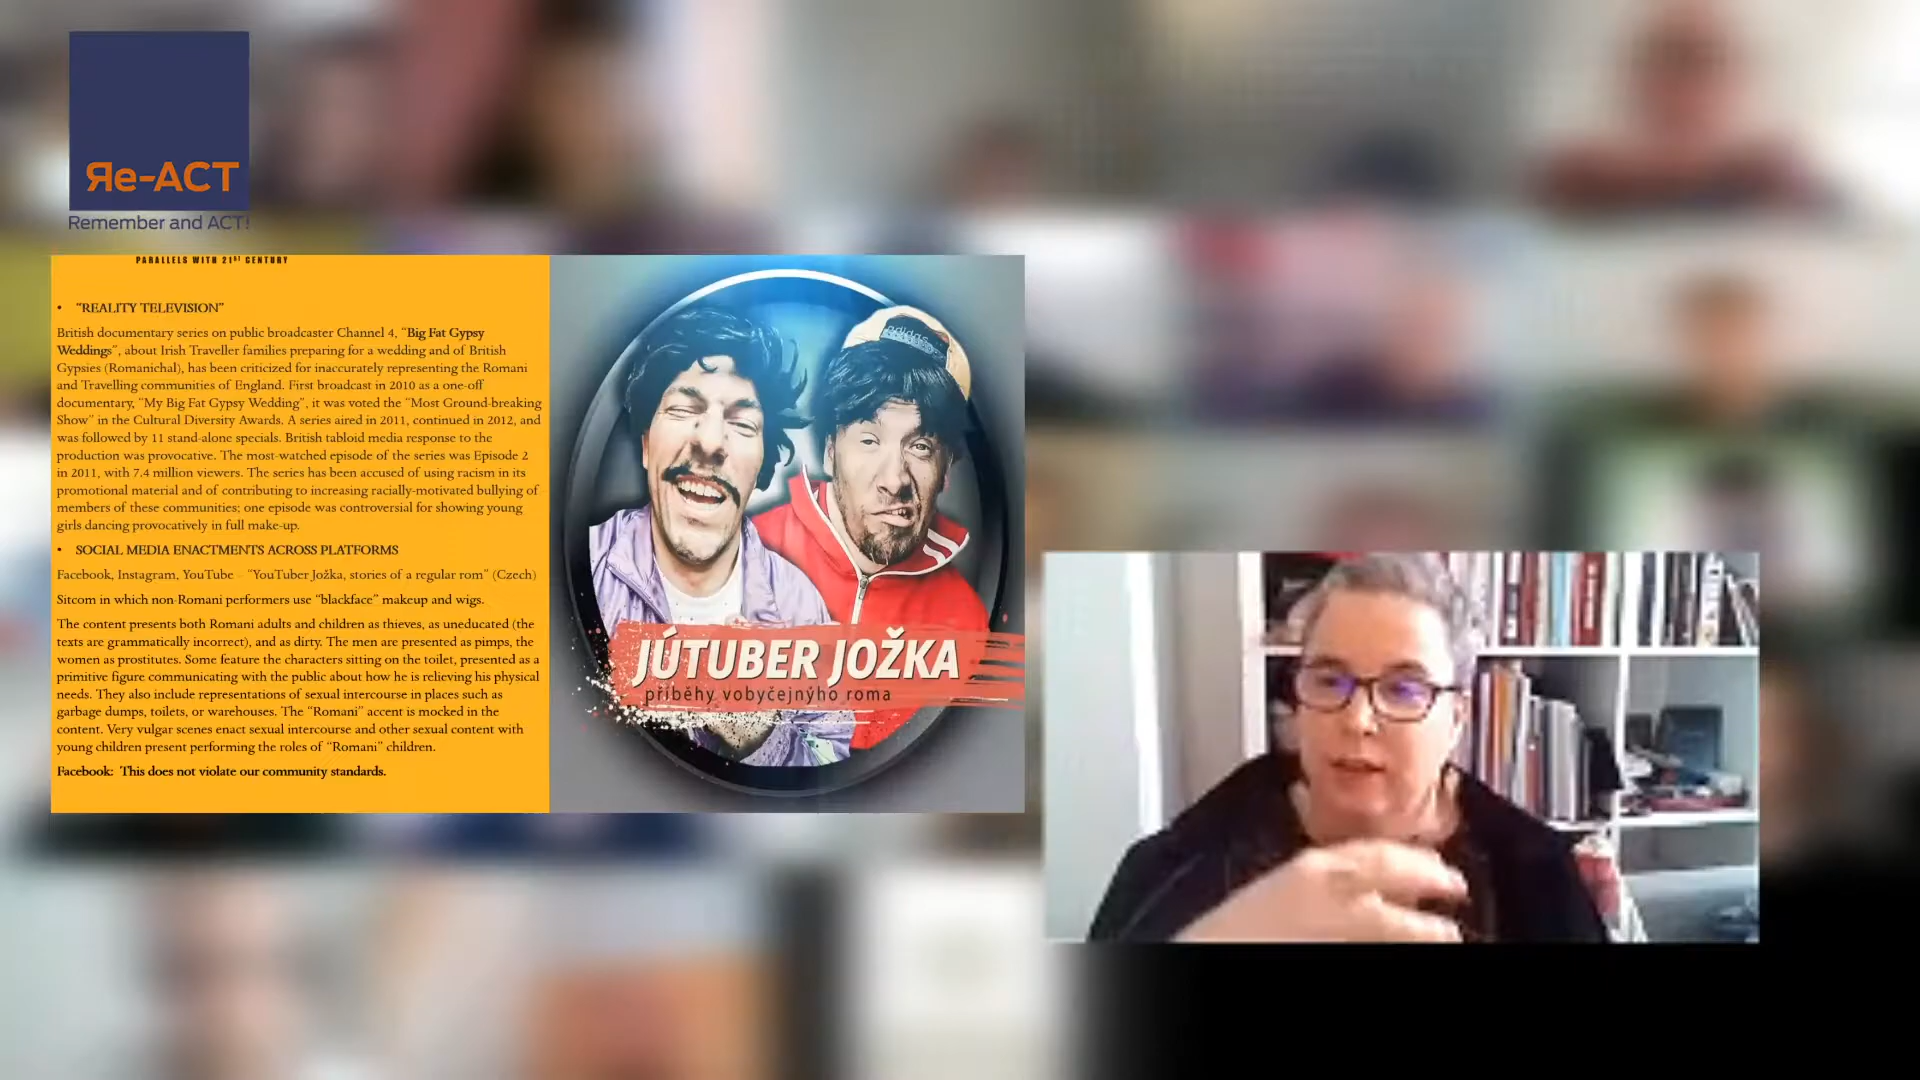 Яe-ACT
Remember and ACT!
PARALLELS WITH 21ST CENTURY
• “REALITY TELEVISION”
British documentary series on public broadcaster Channel 4, “Big Fat Gypsy
Weddings”, about Irish Traveller families preparing for a wedding and of British
Gypsies (Romanichal), has been criticized for inaccurately representing the Romani
and Travelling communities of England. First broadcast in 2010 as a one-off
documentary, “My Big Fat Gypsy Wedding”, it was voted the “Most Ground-breaking
Show” in the Cultural Diversity Awards. A series aired in 2011, continued in 2012, and
was followed by 11 stand-alone specials. British tabloid media response to the
production was provocative. The most-watched episode of the series was Episode 2
in 2011, with 7.4 million viewers. The series has been accused of using racism in its
promotional material and of contributing to increasing racially-motivated bullying of
members of these communities; one episode was controversial for showing young
girls dancing provocatively in full make-up.
• SOCIAL MEDIA ENACTMENTS ACROSS PLATFORMS
Facebook, Instagram, YouTube – “YouTuber Jožka, stories of a regular rom” (Czech)
Sitcom in which non-Romani performers use “blackface” makeup and wigs.
The content presents both Romani adults and children as thieves, as uneducated (the
texts are grammatically incorrect), and as dirty. The men are presented as pimps, the
women as prostitutes. Some feature the characters sitting on the toilet, presented as a
primitive figure communicating with the public about how he is relieving his physical
needs. They also include representations of sexual intercourse in places such as
garbage dumps, toilets, or warehouses. The “Romani” accent is mocked in the
content. Very vulgar scenes enact sexual intercourse and other sexual content with
young children present performing the roles of “Romani” children.
Facebook: This does not violate our community standards.
adidas
JÚTUBER JOŽKA
příběhy vobyčejnýho roma